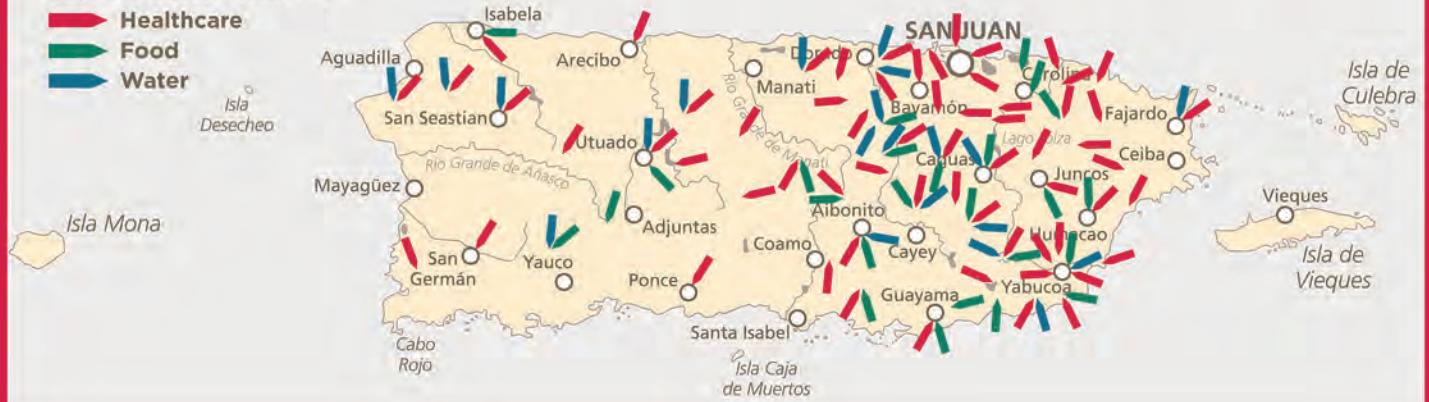 Healthcare
Food
Water
Isabela
Aguadilla
Isla
Desecheo
San Seastian
Arecibo
Utuado
Río Grande de Añasco
Mayagüez
Isla Mona
Adjuntas
San
Germán
Yauco
Ponce
Cabo
Rojo
Manati
Río Grande de Manatí
Dorado
SAN JUAN
Bayamón
Carolina
Lago Loíza
Fajardo
Ceiba
Isla de
Culebra
Caguas
Juncos
Humacao
Vieques
Isla de
Vieques
Aibonito
Coamo
Cayey
Guayama
Yabucoa
Santa Isabel
Isla Caja
de Muertos